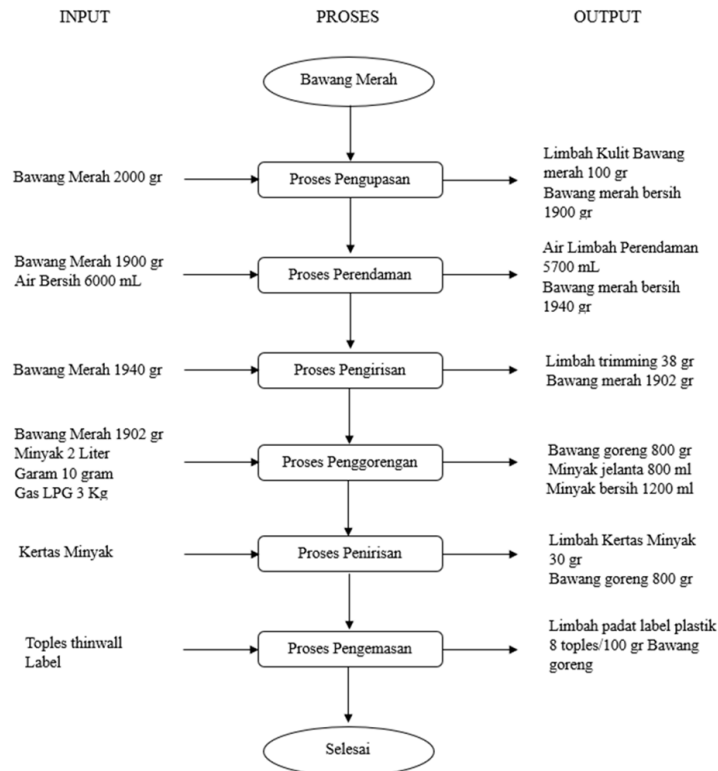 INPUT
PROSES
OUTPUT
Bawang Merah
Bawang Merah 2000 gr
Proses Pengupasan
Limbah Kulit Bawang
merah 100 gr
Bawang merah bersih
1900 gr
Bawang Merah 1900 gr
Air Bersih 6000 mL
Proses Perendaman
Air Limbah Perendaman
5700 mL
Bawang merah bersih
1940 gr
Bawang Merah 1940 gr
Proses Pengirisan
Limbah trimming 38 gr
Bawang merah 1902 gr
Bawang Merah 1902 gr
Minyak 2 Liter
Garam 10 gram
Gas LPG 3 Kg
Proses Penggorengan
Bawang goreng 800 gr
Minyak jelanta 800 ml
Minyak bersih 1200 ml
Kertas Minyak
Proses Penirisan
Limbah Kertas Minyak
30 gr
Bawang goreng 800 gr
Toples thinwall
Label
Proses Pengemasan
Limbah padat label plastik
8 toples/100 gr Bawang
goreng
Selesai